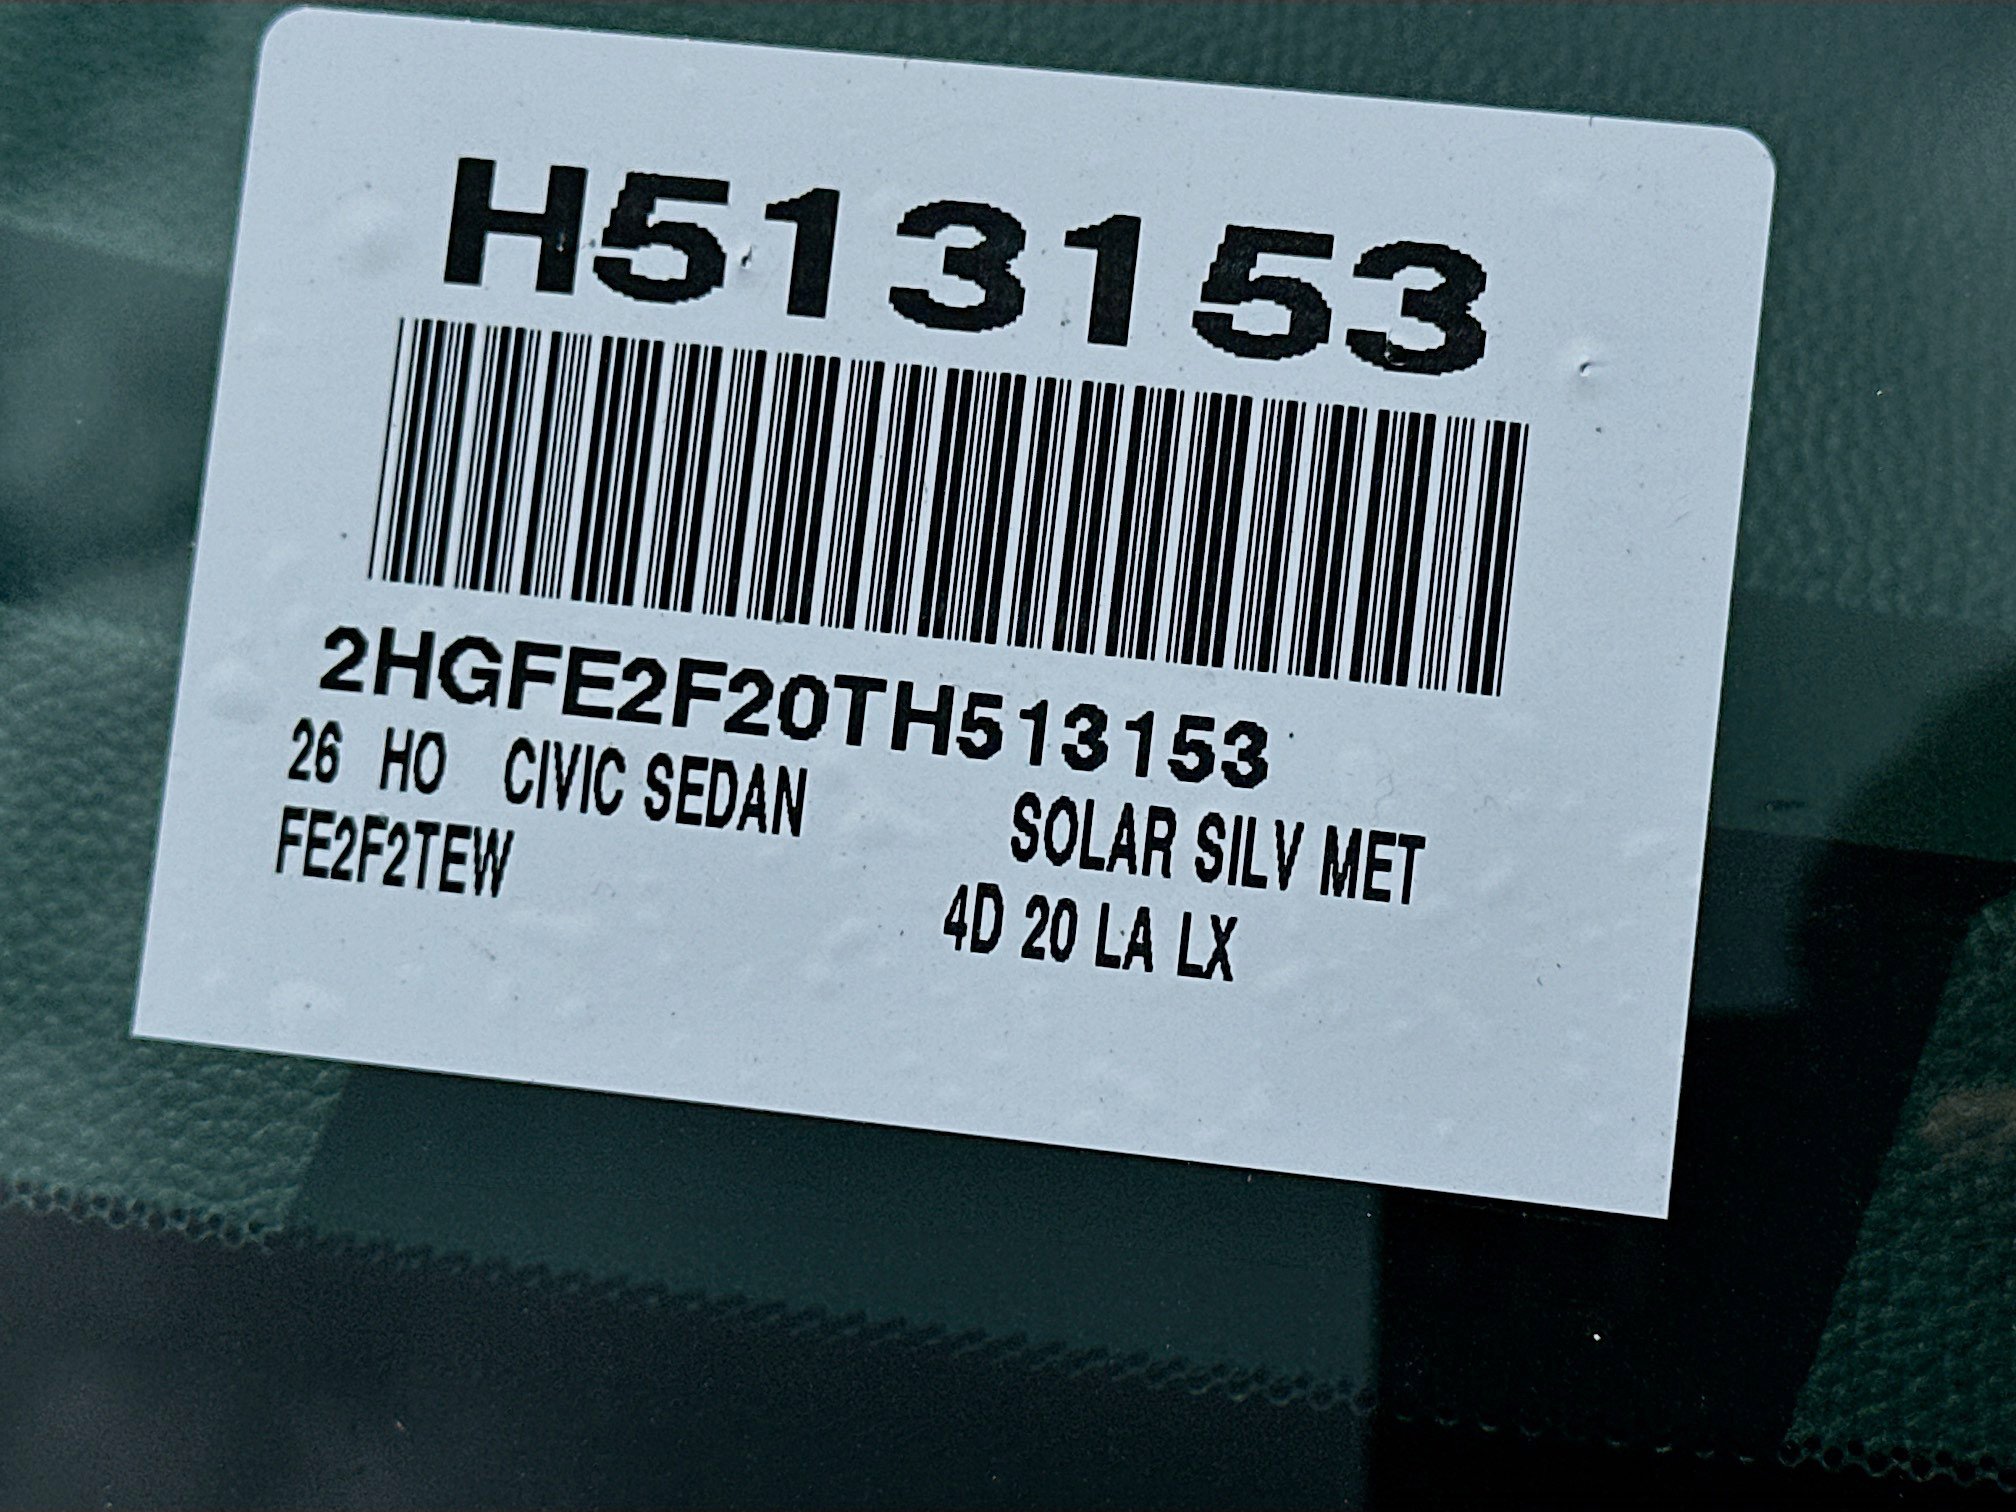 H513153
2HGFE2F20TH513153
26 HO CIVIC SEDAN SOLAR SILV MET
FE2F2TEW 4D 20 LA LX